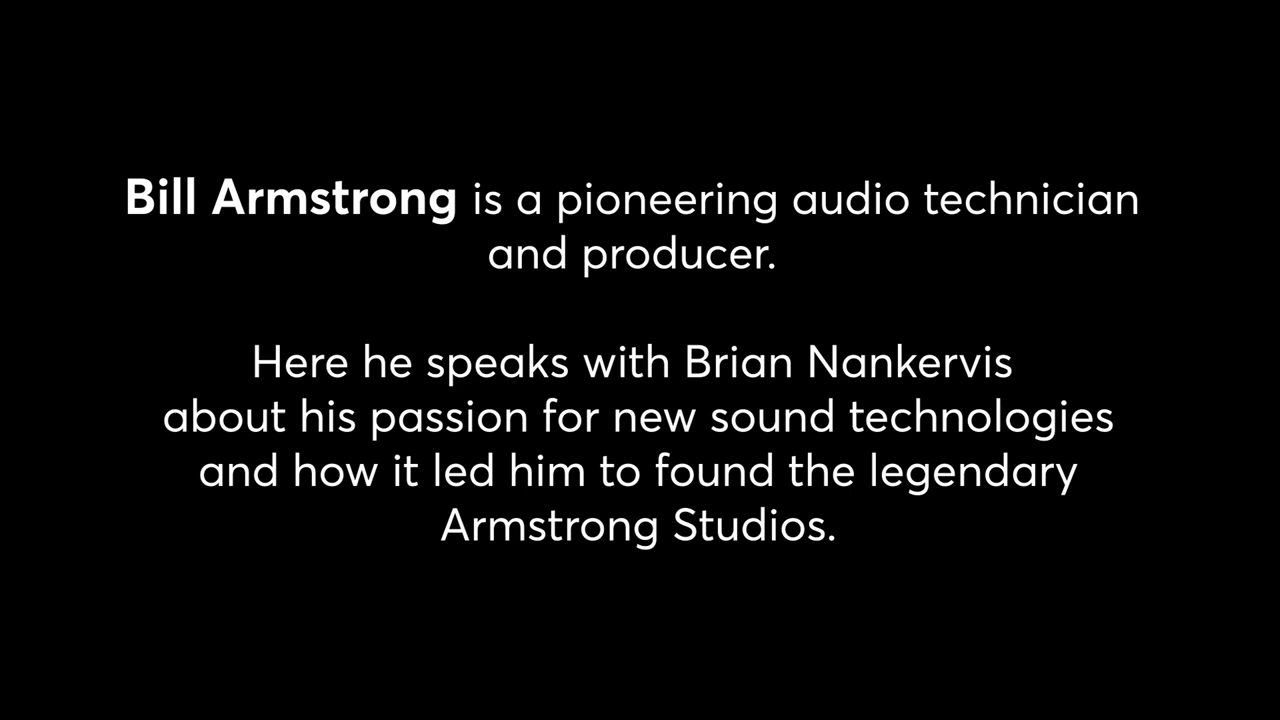 Bill Armstrong is a pioneering audio technician
and producer.
Here he speaks with Brian Nankervis
about his passion for new sound technologies
and how it led him to found the legendary
Armstrong Studios.